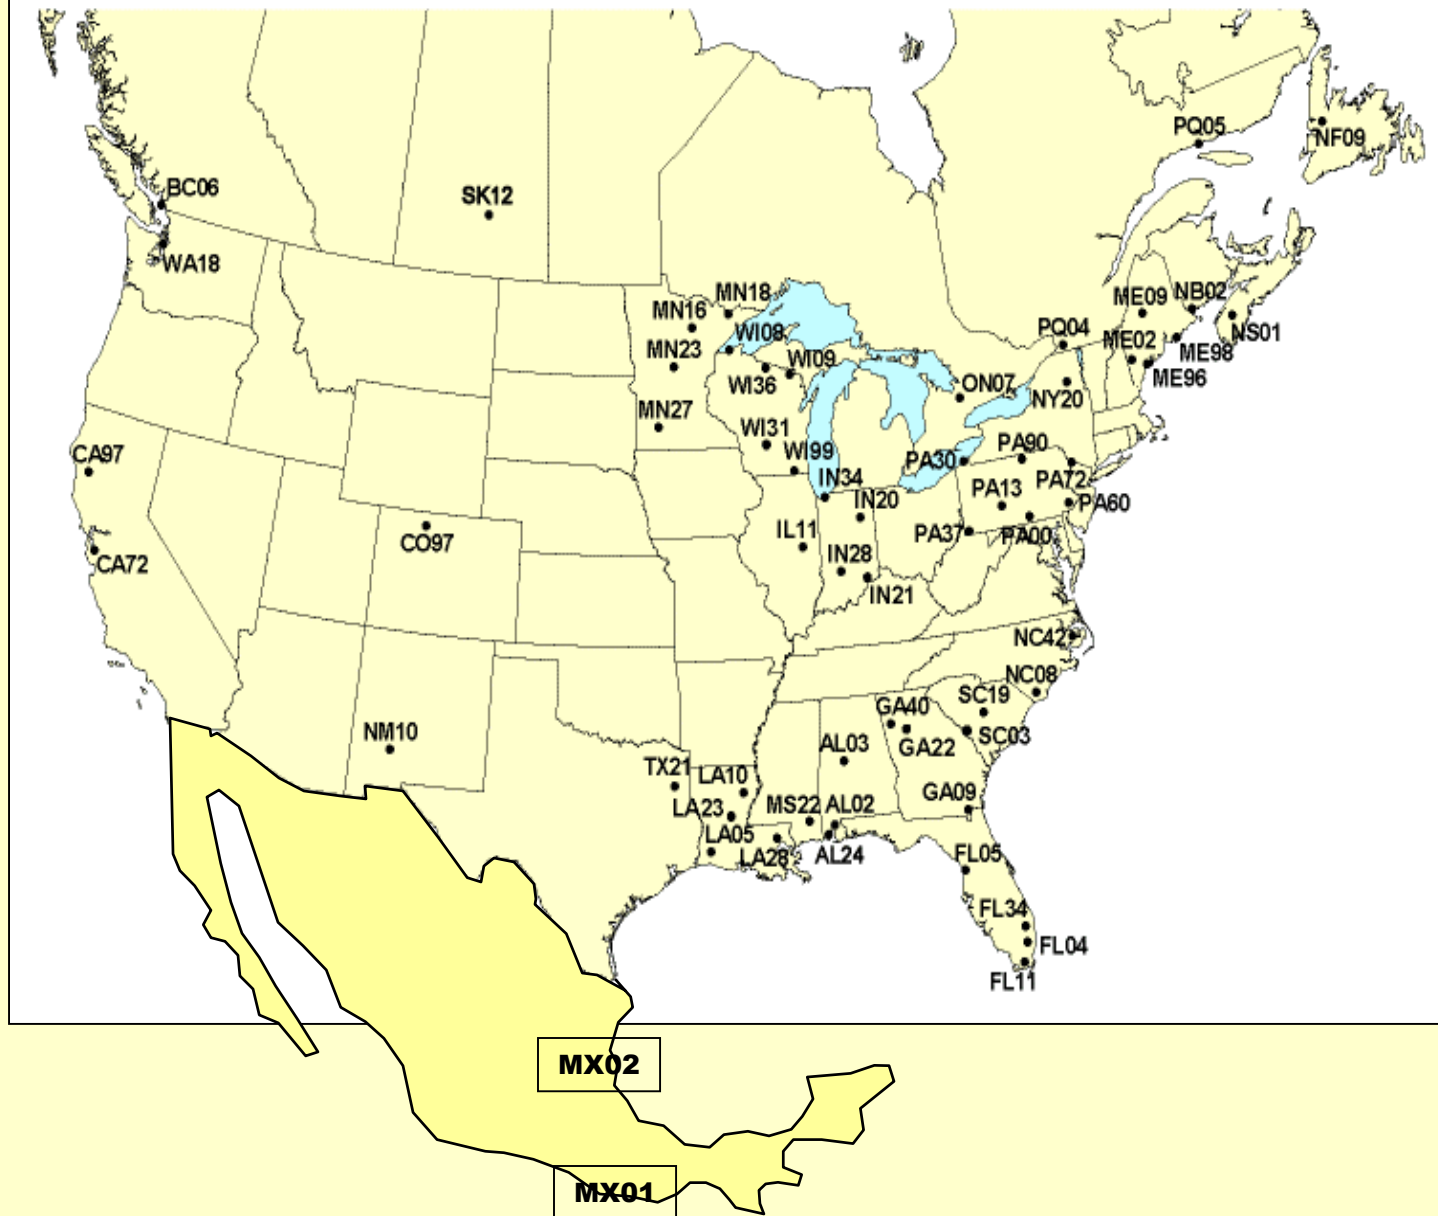 PQ05
NF09
BC06
SK12
WA18
MN18
ME09
NB02
MN16
WI08
PQ04
NS01
MN23
ME02
ME98
WI09
WI36
ON07
ME96
NY20
MN27
WI31
PA90
CA97
WI99
PA30
IN34
PA72
PA13
IN20
PA60
CO97
IL11
PA37
PA00
CA72
IN28
IN21
NC42
NC08
SC19
GA40
NM10
SC03
AL03
GA22
TX21
LA10
GA09
LA23
MS22
AL02
LA05
LA28
AL24
FL05
FL34
FL04
FL11
MX02
MX01